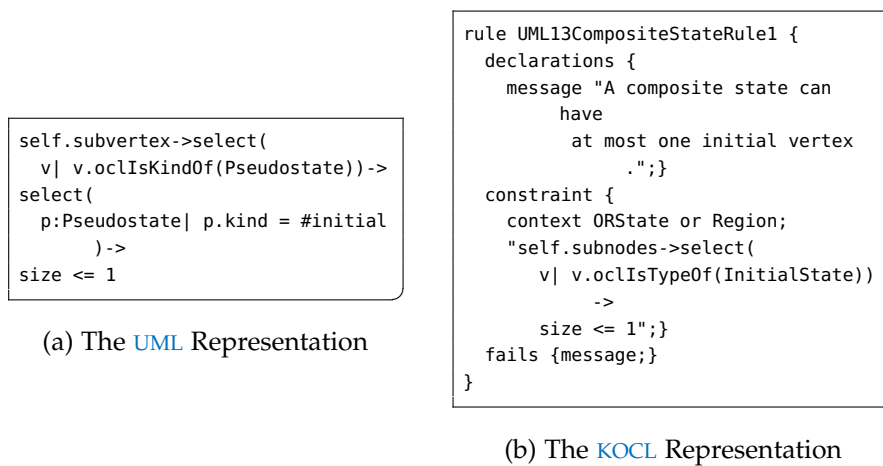 self.subvertex->select(
v| v.oclIsKindOf(Pseudostate))->
select(
p:Pseudostate| p.kind = #initial
)->
size <= 1
(a) The UML Representation
rule UML13CompositeStateRule1 {
declarations {
message "A composite state can
have
at most one initial vertex
.";}
constraint {
context ORState or Region;
"self.subnodes->select(
v| v.oclIsTypeOf(InitialState))
->
size <= 1";}
fails {message;}
}
(b) The KOCL Representation